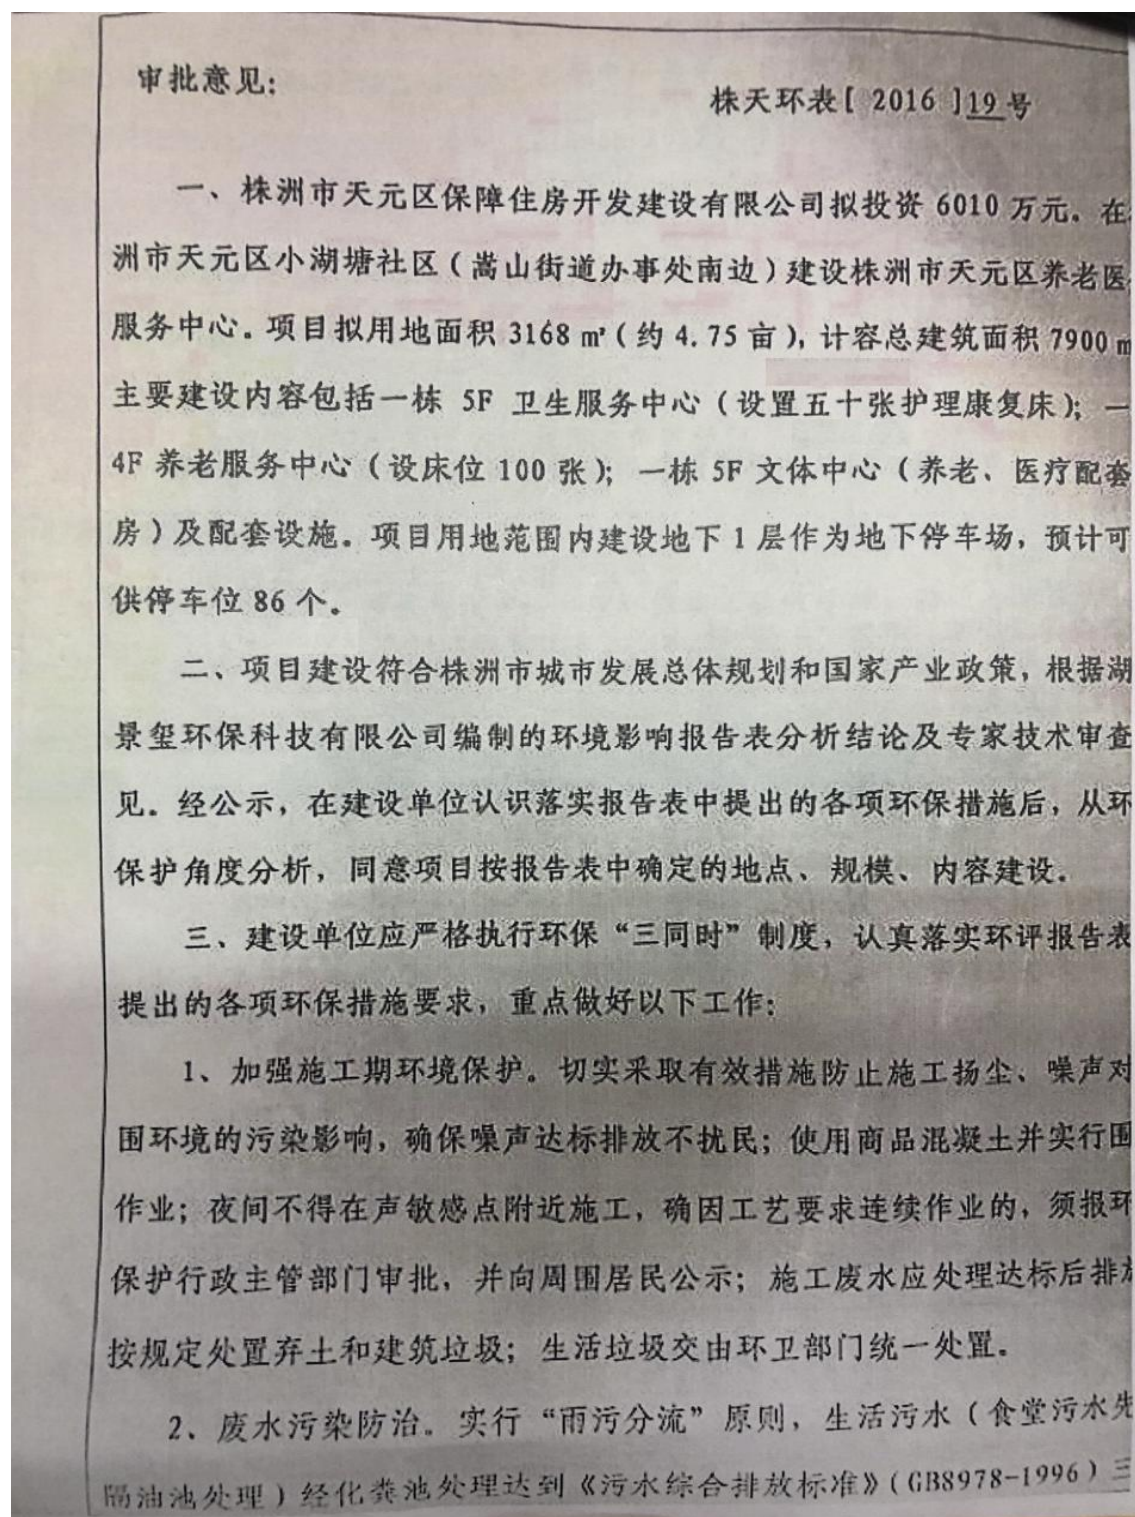 审批意见：
株天环表[ 2016 ]19号
一、株洲市天元区保障住房开发建设有限公司拟投资 6010 万元。在
洲市天元区小湖塘社区（嵩山街道办事处南边）建设株洲市天元区养老医
服务中心。项目拟用地面积 3168 ㎡（约 4.75 亩），计容总建筑面积 7900 m
主要建设内容包括一栋 5F 卫生服务中心（设置五十张护理康复床）；一
4F 养老服务中心（设床位 100 张）；一栋 5F 文体中心（养老、医疗配套
房）及配套设施。项目用地范围内建设地下 1 层作为地下停车场，预计可
供停车位 86 个。
二、项目建设符合株洲市城市发展总体规划和国家产业政策，根据湖
景玺环保科技有限公司编制的环境影响报告表分析结论及专家技术审查
见。经公示，在建设单位认识落实报告表中提出的各项环保措施后，从环
保护角度分析，同意项目按报告表中确定的地点、规模、内容建设。
三、建设单位应严格执行环保“三同时”制度，认真落实环评报告表
提出的各项环保措施要求，重点做好以下工作：
1、加强施工期环境保护。切实采取有效措施防止施工扬尘、噪声对
围环境的污染影响，确保噪声达标排放不扰民；使用商品混凝土并实行围
作业；夜间不得在声敏感点附近施工，确因工艺要求连续作业的，须报环
保护行政主管部门审批，并向周围居民公示；施工废水应处理达标后排放
按规定处置弃土和建筑垃圾；生活垃圾交由环卫部门统一处置。
2、废水污染防治。实行“雨污分流”原则，生活污水（食堂污水先
隔油池处理）经化粪池处理达到《污水综合排放标准》（GB8978-1996）三